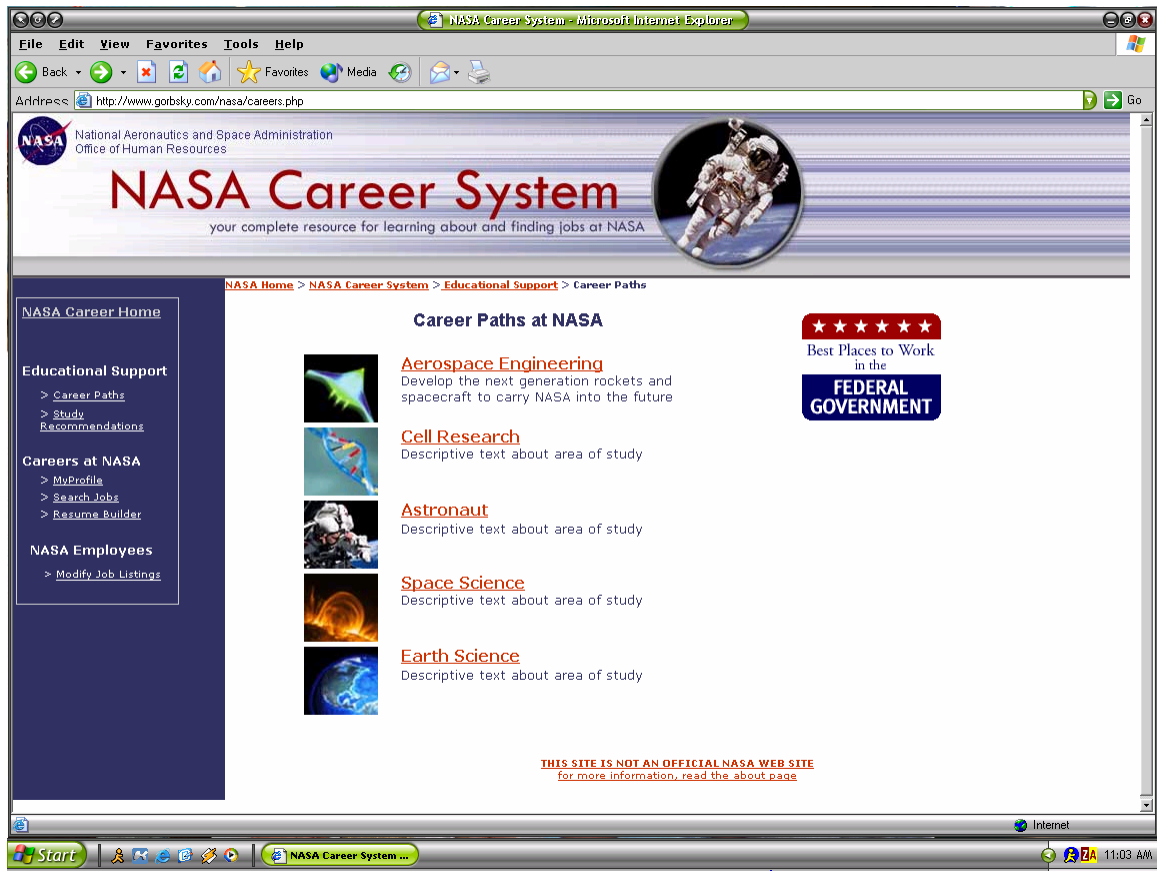 NASA Career System - Microsoft Internet Explorer
File Edit View Favorites Tools Help
Back Favorites Media
Address http://www.gorbsky.com/nasa/careers.php Go
NASA
National Aeronautics and Space Administration
Office of Human Resources
NASA Career System
your complete resource for learning about and finding jobs at NASA
NASA Home > NASA Career System > Educational Support > Career Paths
NASA Career Home
Educational Support
> Career Paths
> Study
Recommendations
Careers at NASA
> MyProfile
> Search Jobs
> Resume Builder
NASA Employees
> Modify Job Listings
Career Paths at NASA
Aerospace Engineering
Develop the next generation rockets and
spacecraft to carry NASA into the future
Cell Research
Descriptive text about area of study
Astronaut
Descriptive text about area of study
Space Science
Descriptive text about area of study
Earth Science
Descriptive text about area of study
Best Places to Work
in the
FEDERAL
GOVERNMENT
THIS SITE IS NOT AN OFFICIAL NASA WEB SITE
for more information, read the about page
Internet
Start NASA Career System ... ZA 11:03 AM